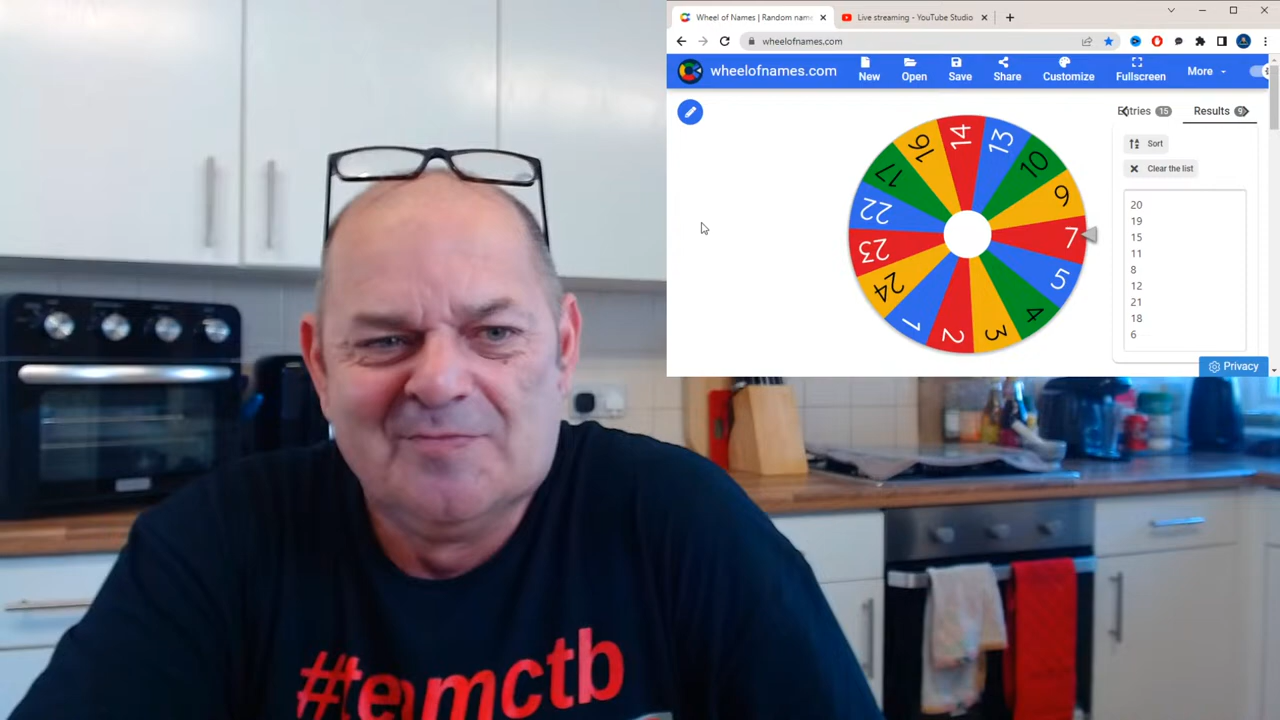 Wheel of Names | Random name
Live streaming - YouTube Studio
wheelofnames.com
wheelofnames.com
New
Open
Save
Share
Customize
Fullscreen
More
Entries 15
Results 9
Sort
Clear the list
20
19
15
11
8
12
21
18
6
14
13
10
9
7
5
4
3
2
1
24
23
22
17
16
Privacy
#teamctb